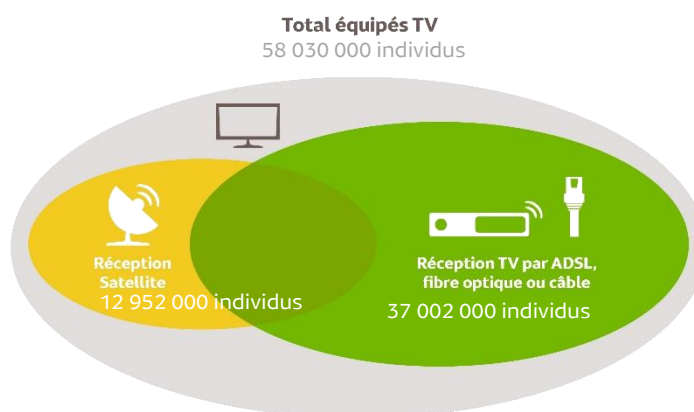 Total équipés TV
58 030 000 individus
Réception
Satellite
12 952 000 individus
Réception TV par ADSL,
fibre optique ou câble
37 002 000 individus